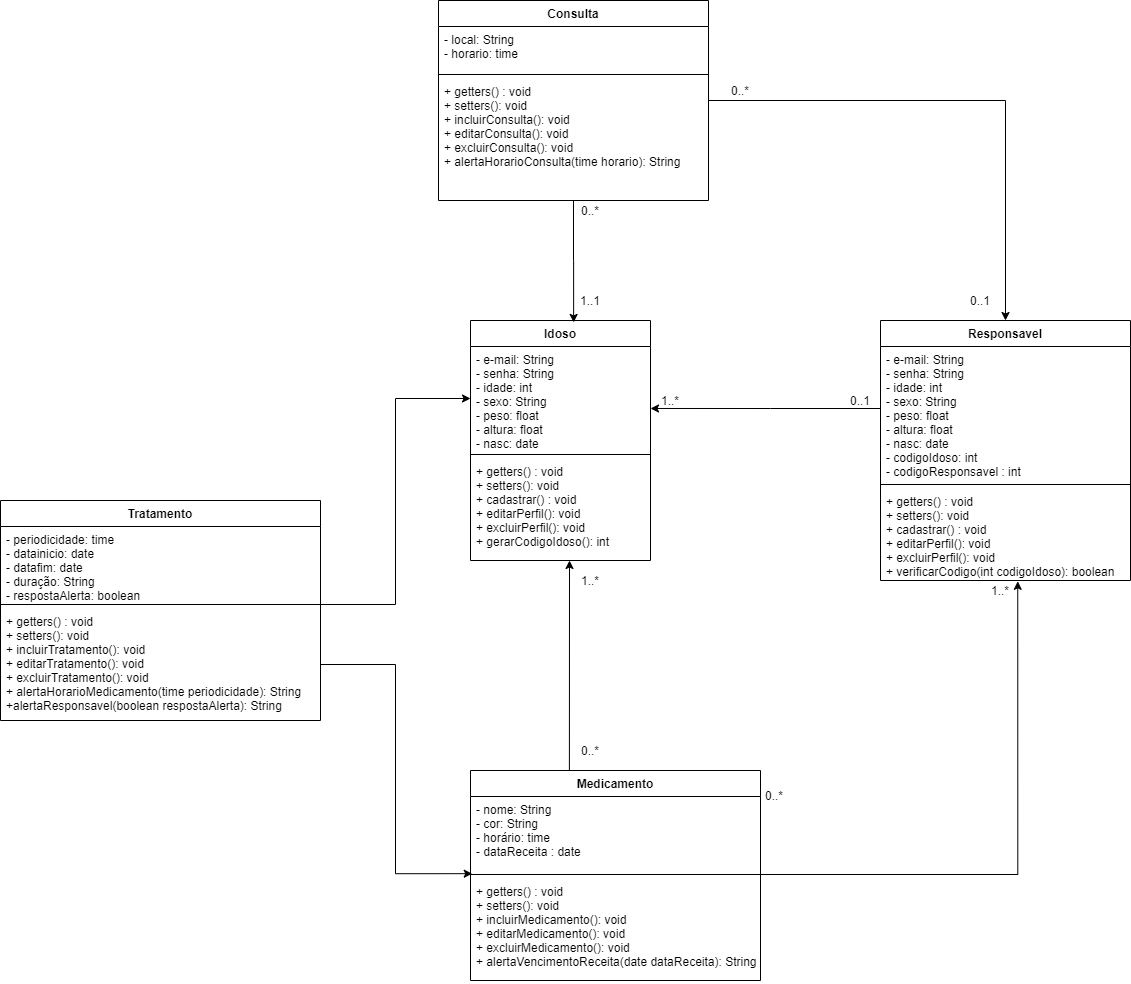 Consulta
- local: String
- horario: time
+ getters() : void
+ setters(): void
+ incluirConsulta(): void
+ editarConsulta(): void
+ excluirConsulta(): void
+ alertaHorarioConsulta(time horario): String
0..*
0..*
1..1
0..1
Idoso
- e-mail: String
- senha: String
- idade: int
- sexo: String
- peso: float
- altura: float
- nasc: date
+ getters() : void
+ setters(): void
+ cadastrar() : void
+ editarPerfil(): void
+ excluirPerfil(): void
+ gerarCodigoIdoso(): int
1..*
0..1
Responsavel
- e-mail: String
- senha: String
- idade: int
- sexo: String
- peso: float
- altura: float
- nasc: date
- codigoIdoso: int
- codigoResponsavel : int
+ getters() : void
+ setters(): void
+ cadastrar() : void
+ editarPerfil(): void
+ excluirPerfil(): void
+ verificarCodigo(int codigoIdoso): boolean
Tratamento
- periodicidade: time
- datainicio: date
- datafim: date
- duração: String
- respostaAlerta: boolean
+ getters() : void
+ setters(): void
+ incluirTratamento(): void
+ editarTratamento(): void
+ excluirTratamento(): void
+ alertaHorarioMedicamento(time periodicidade): String
+alertaResponsavel(boolean respostaAlerta): String
1..*
1..*
0..*
Medicamento
- nome: String
- cor: String
- horário: time
- dataReceita : date
+ getters() : void
+ setters(): void
+ incluirMedicamento(): void
+ editarMedicamento(): void
+ excluirMedicamento(): void
+ alertaVencimentoReceita(date dataReceita): String
0..*